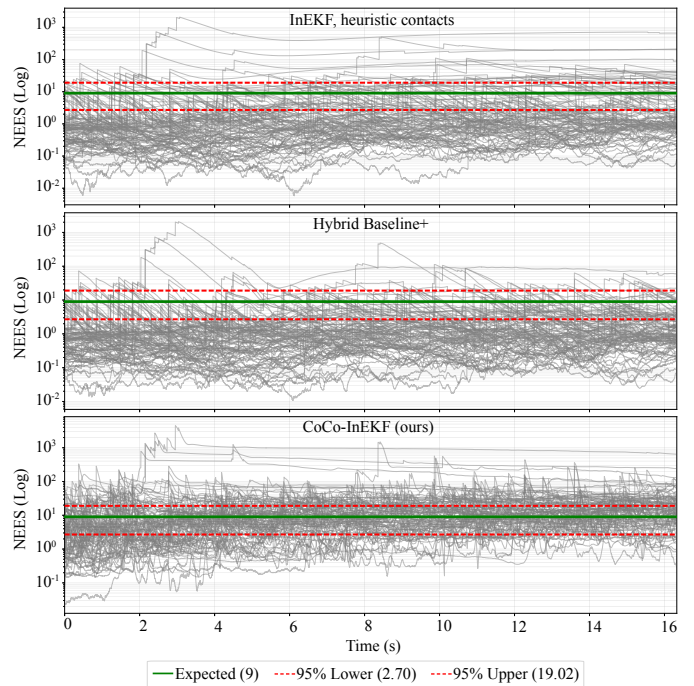 InEKF, heuristic contacts
NEES (Log)
10³
10²
10¹
10⁰
10⁻¹
10⁻²
Hybrid Baseline+
NEES (Log)
10³
10²
10¹
10⁰
10⁻¹
10⁻²
CoCo-InEKF (ours)
NEES (Log)
10³
10²
10¹
10⁰
10⁻¹
0 2 4 6 8 10 12 14 16
Time (s)
Expected (9) 95% Lower (2.70) 95% Upper (19.02)